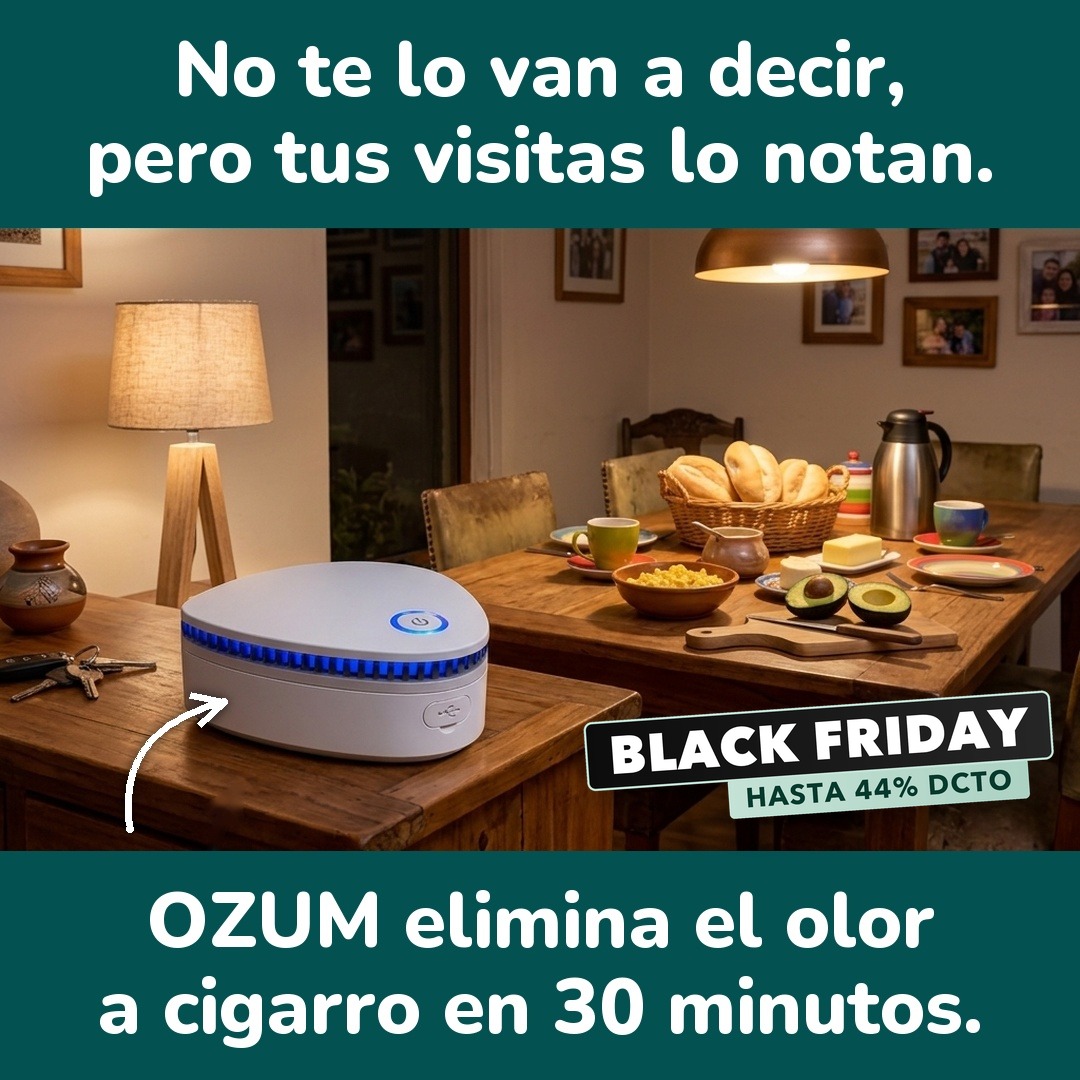 No te lo van a decir,
pero tus visitas lo notan.
BLACK FRIDAY
HASTA 44% DCTO
OZUM elimina el olor
a cigarro en 30 minutos.